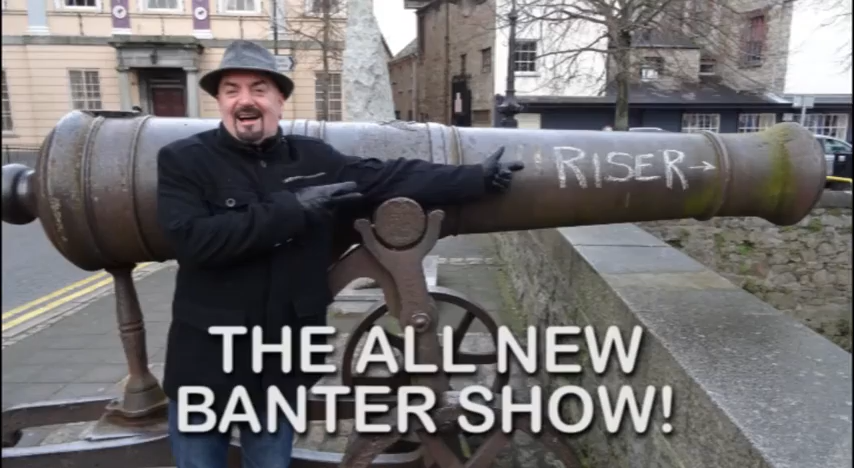 RISER →
THE ALL NEW
BANTER SHOW!